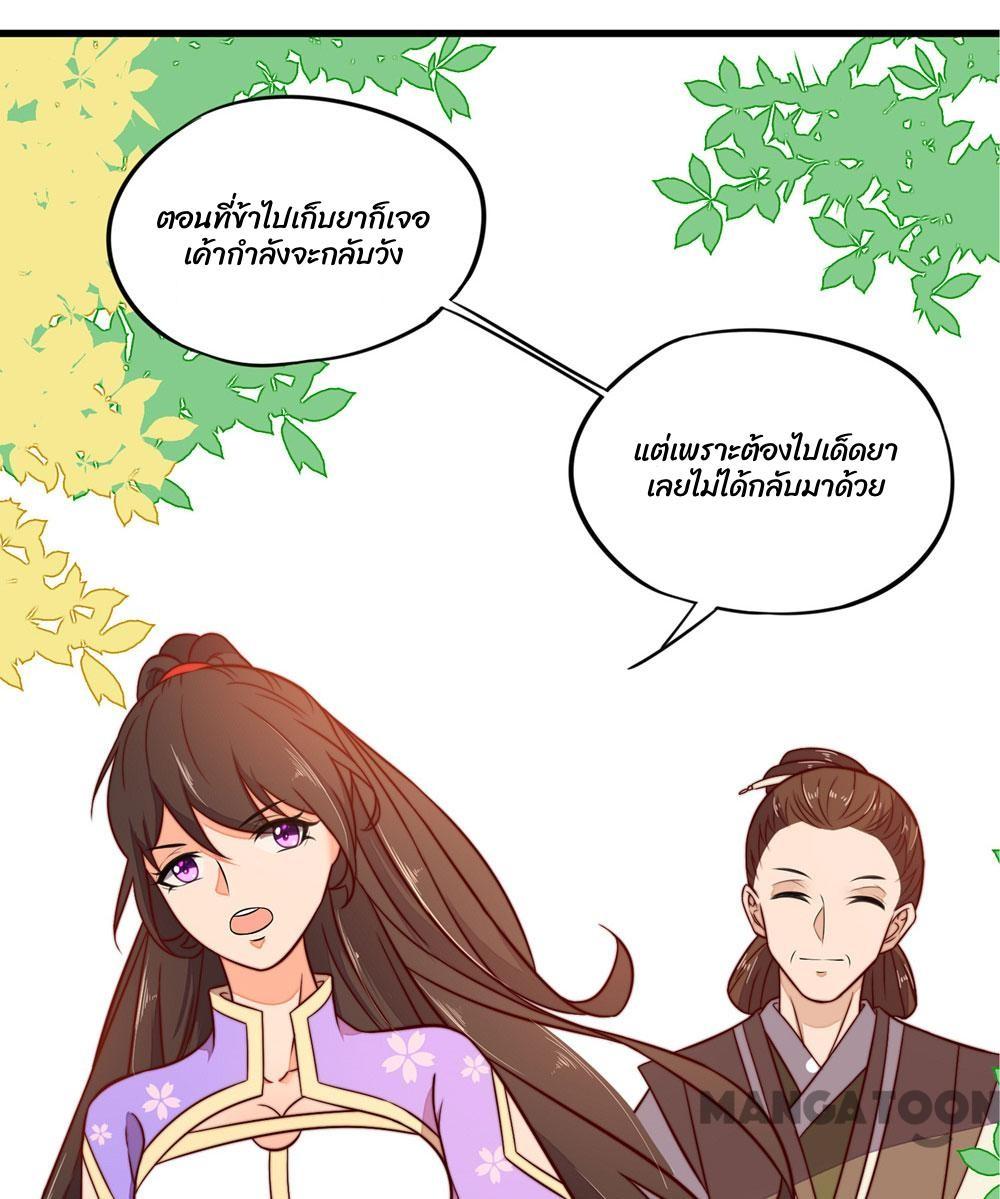 ตอนที่ข้าไปเก็บยาก็เจอ
เค้ากำลังจะกลับวัง
แต่เพราะต้องไปเด็ดยา
เลยไม่ได้กลับมาด้วย
MANGATOON